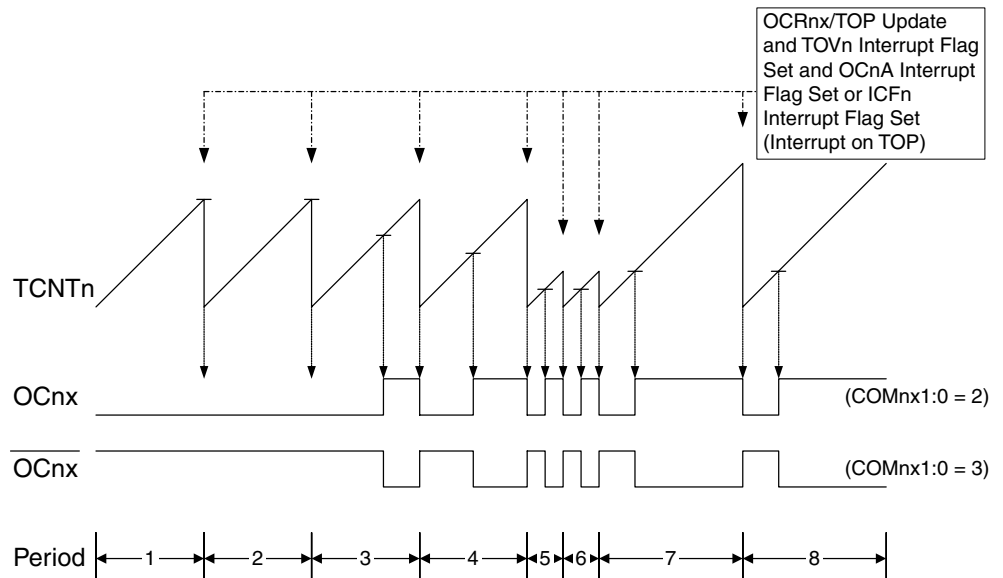 OCRnx/TOP Update
and TOVn Interrupt Flag
Set and OCnA Interrupt
Flag Set or ICFn
Interrupt Flag Set
(Interrupt on TOP)
TCNTn
OCnx
(COMnx1:0 = 2)
OCnx
(COMnx1:0 = 3)
Period 1 2 3 4 5 6 7 8